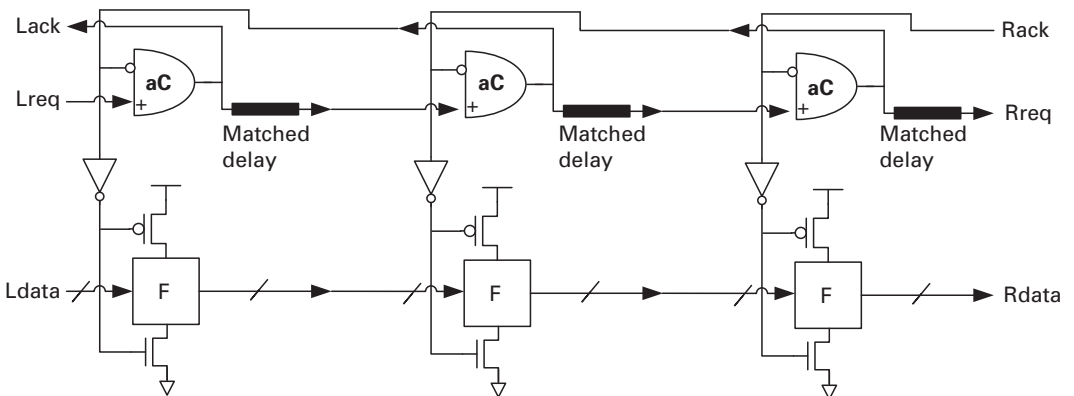 Lack
Rack
aC
aC
aC
Lreq
+
+
+
Rreq
Matched
delay
Matched
delay
Matched
delay
Ldata
F
F
F
Rdata